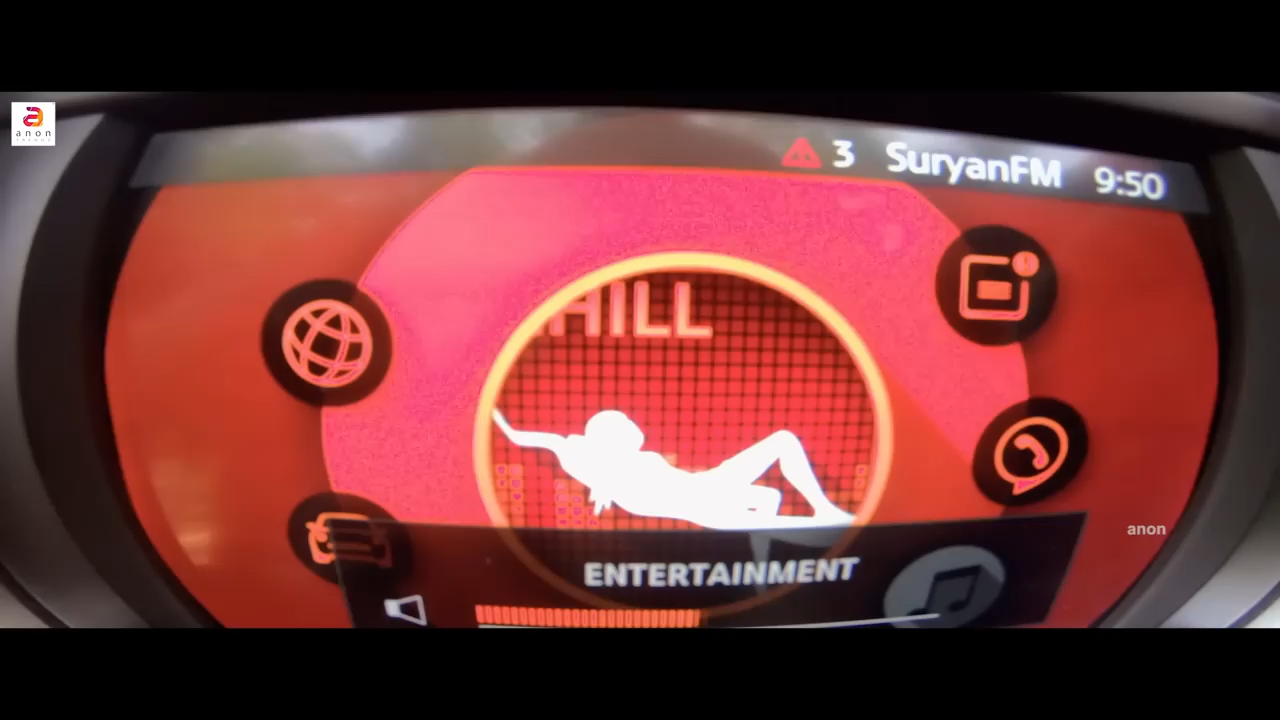 a
anon
3 SuryanFM 9:50
HILL
anon
ENTERTAINMENT